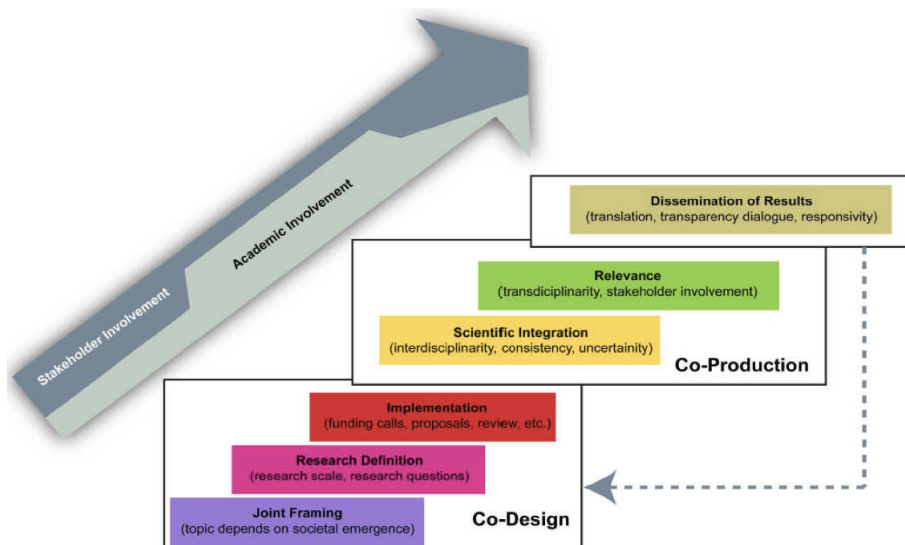 Stakeholder Involvement
Academic Involvement
Dissemination of Results
(translation, transparency dialogue, responsivity)
Relevance
(transdiciplinarity, stakeholder involvement)
Scientific Integration
(interdisciplinarity, consistency, uncertainity)
Co-Production
Implementation
(funding calls, proposals, review, etc.)
Research Definition
(research scale, research questions)
Joint Framing
(topic depends on societal emergence)
Co-Design